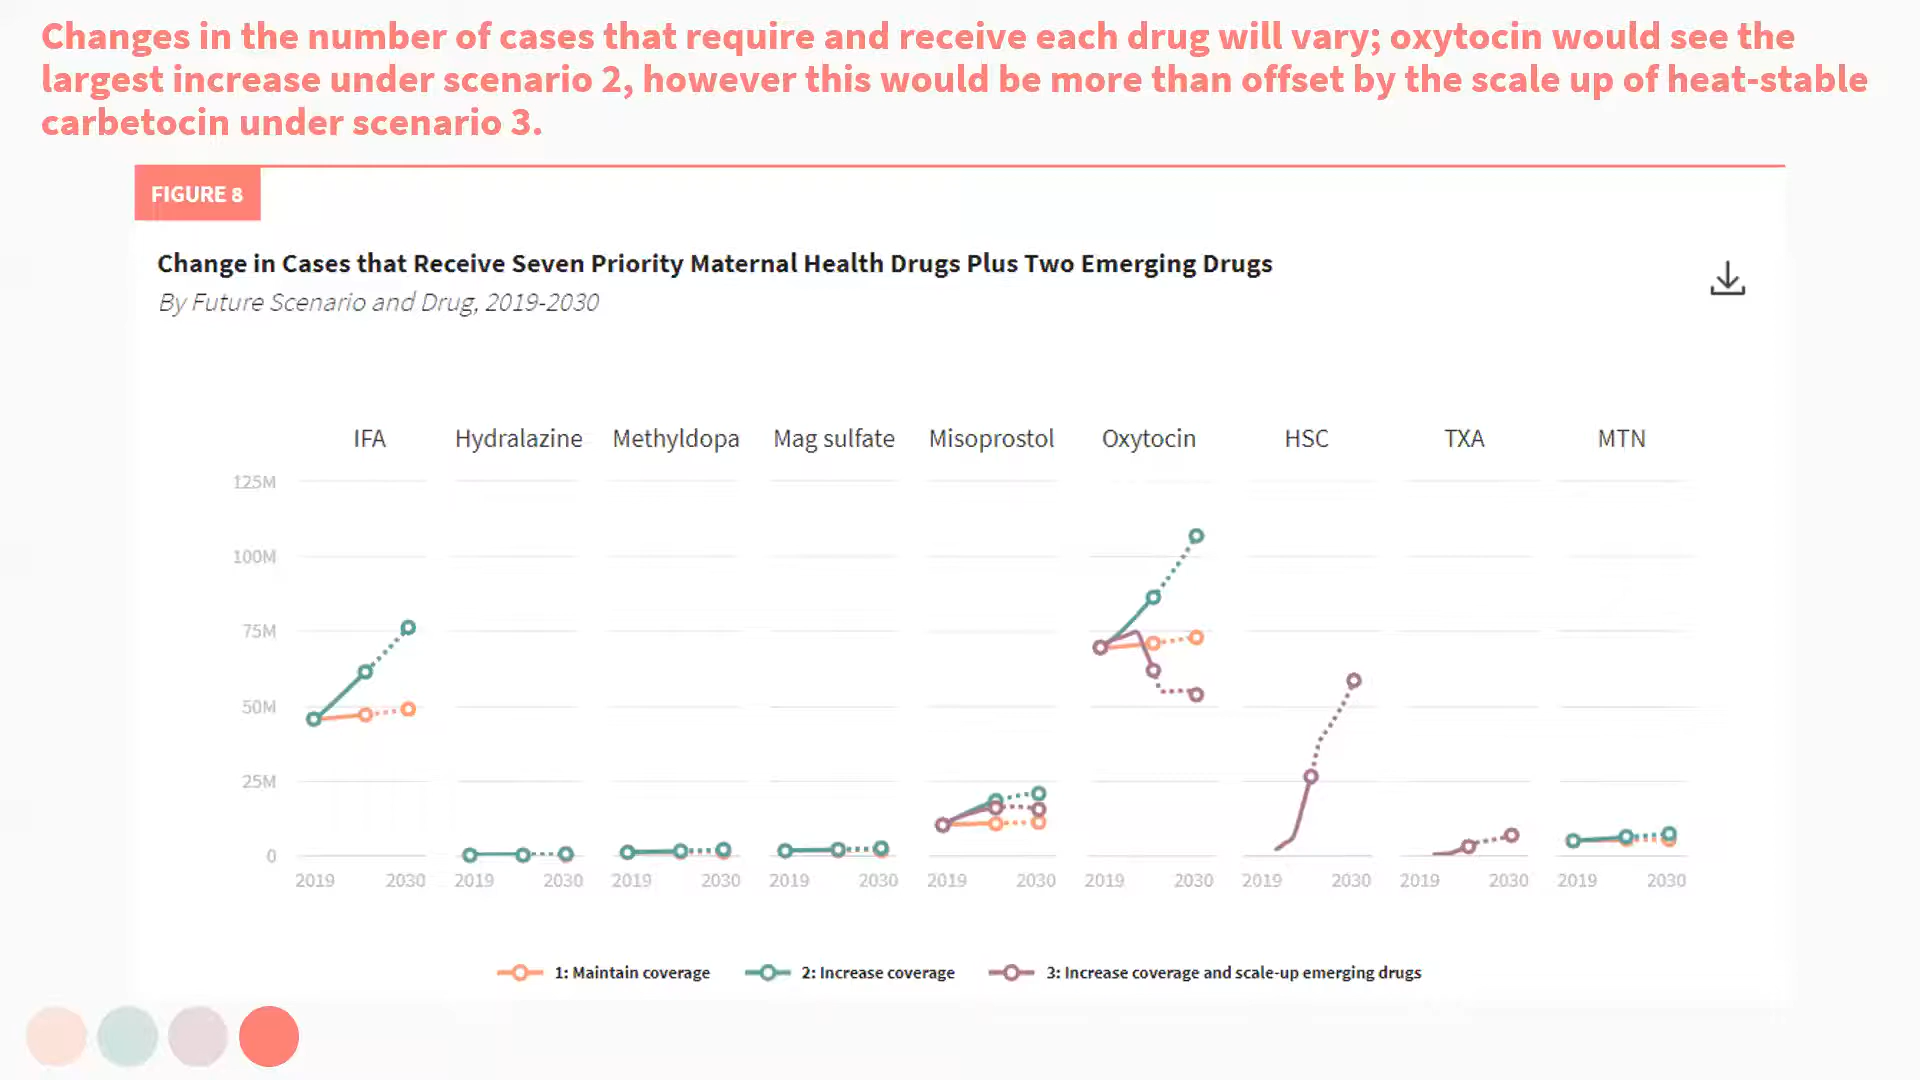 Changes in the number of cases that require and receive each drug will vary; oxytocin would see the
largest increase under scenario 2, however this would be more than offset by the scale up of heat-stable
carbetocin under scenario 3.
FIGURE 8
Change in Cases that Receive Seven Priority Maternal Health Drugs Plus Two Emerging Drugs
By Future Scenario and Drug, 2019-2030
IFA Hydralazine Methyldopa Mag sulfate Misoprostol Oxytocin HSC TXA MTN
125M
100M
75M
50M
25M
0
2019 2030 2019 2030 2019 2030 2019 2030 2019 2030 2019 2030 2019 2030 2019 2030 2019 2030
1: Maintain coverage 2: Increase coverage 3: Increase coverage and scale-up emerging drugs